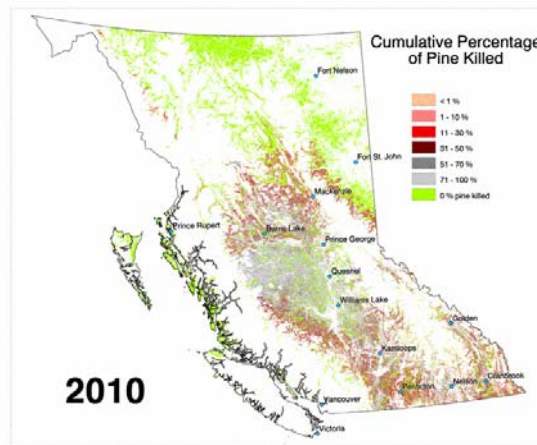 Cumulative Percentage
of Pine Killed
< 1 %
1 - 10 %
11 - 30 %
31 - 50 %
51 - 70 %
71 - 100 %
0 % pine killed
Fort Nelson
Fort St. John
Mackenzie
Prince Rupert
Burns Lake
Prince George
Quesnel
Williams Lake
Golden
Kamloops
Penticton
Nelson
Cranbrook
2010
Vancouver
Victoria